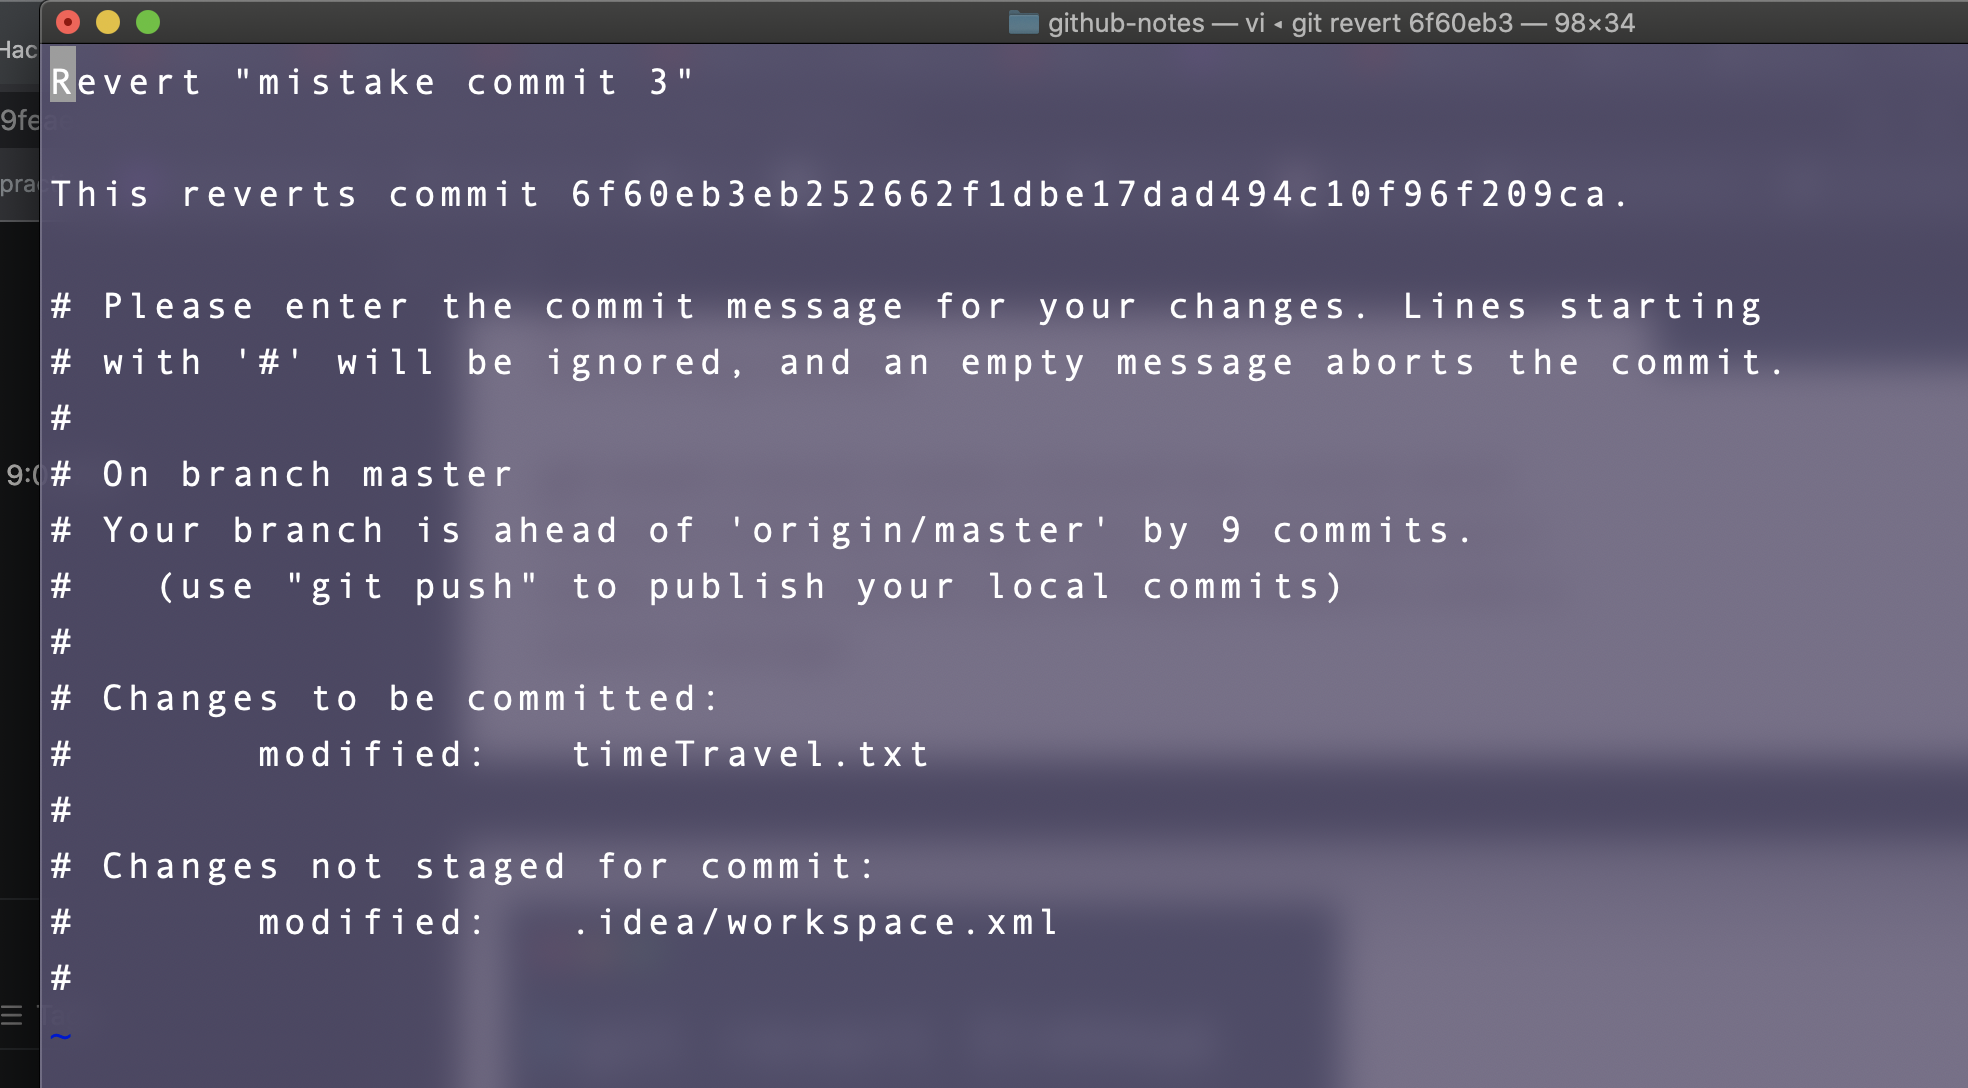 github-notes — vi ◂ git revert 6f60eb3 — 98×34
Hac
Revert "mistake commit 3"
9feae
prac
This reverts commit 6f60eb3eb252662f1dbe17dad494c10f96f209ca.
# Please enter the commit message for your changes. Lines starting
# with '#' will be ignored, and an empty message aborts the commit.
#
9:0
# On branch master
# Your branch is ahead of 'origin/master' by 9 commits.
#   (use "git push" to publish your local commits)
#
# Changes to be committed:
#       modified:   timeTravel.txt
#
# Changes not staged for commit:
#       modified:   .idea/workspace.xml
#
~